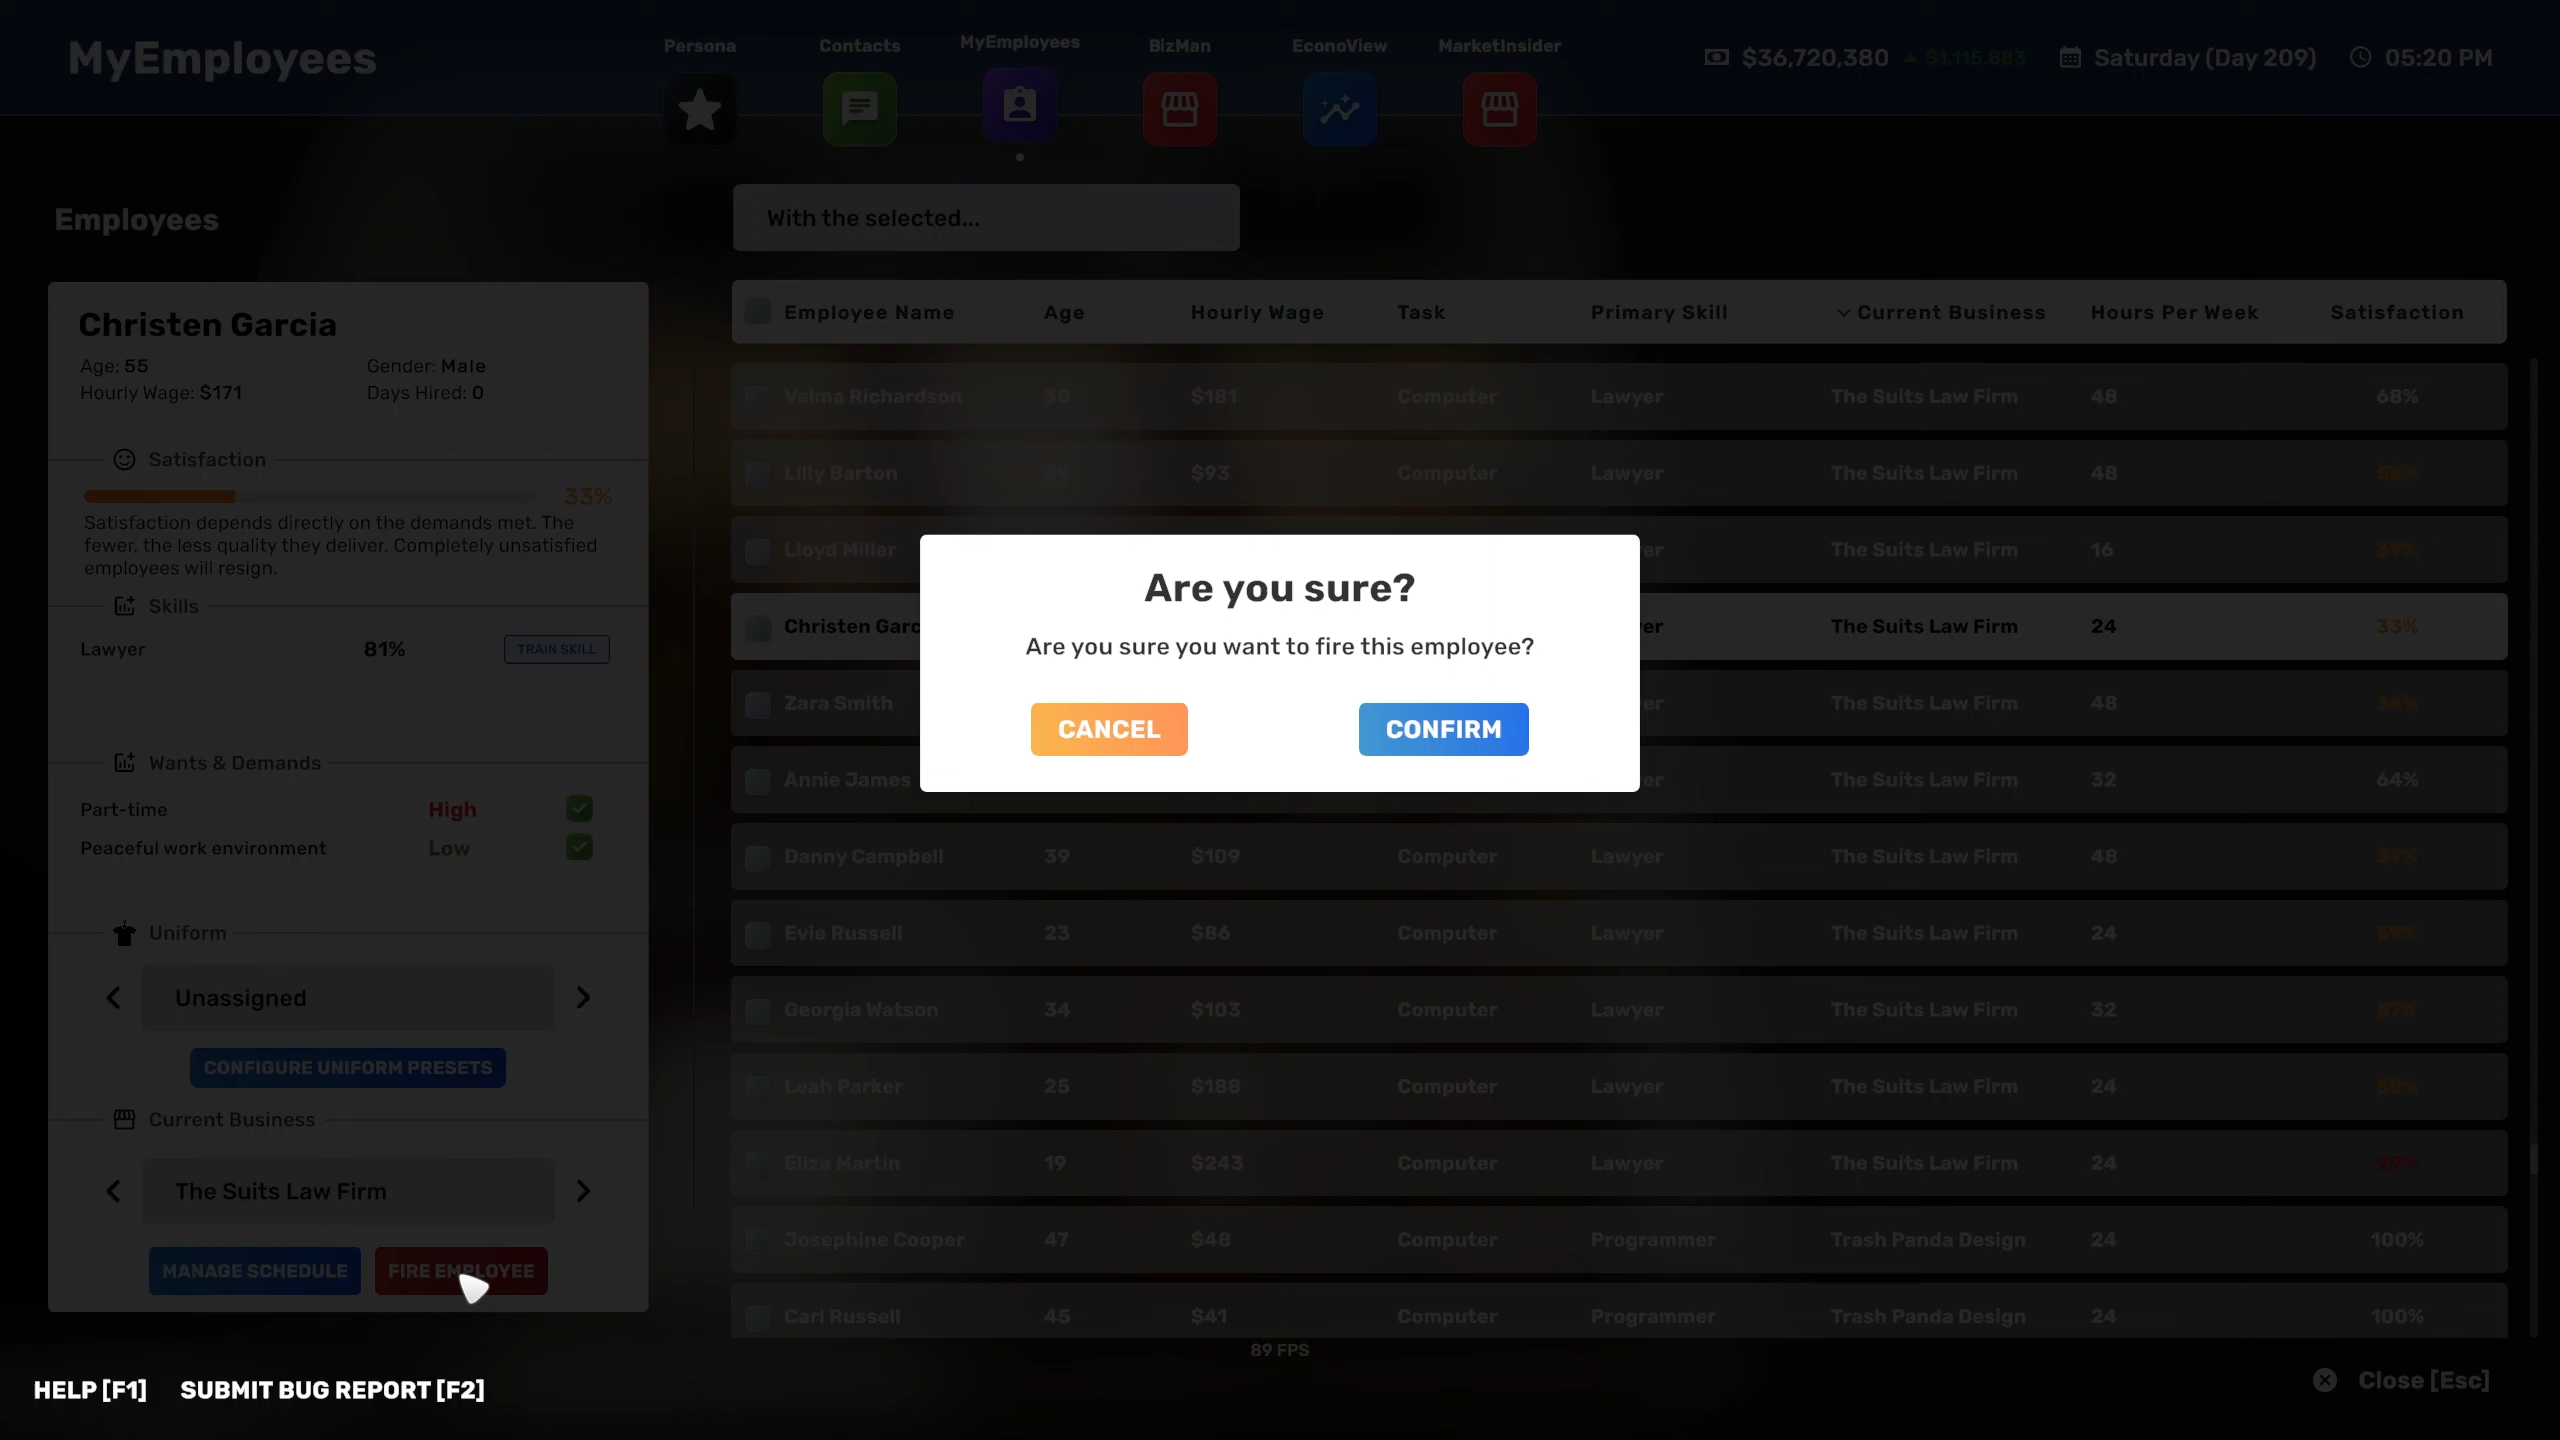 MyEmployees
Persona
Contacts
MyEmployees
BizMan
EconoView
MarketInsider
$36,720,380
$1,115,883
Saturday (Day 209)
05:20 PM
Employees
With the selected...
Christen Garcia
Age: 55
Gender: Male
Hourly Wage: $171
Days Hired: 0
Satisfaction
33%
Satisfaction depends directly on the demands met. The
fewer, the less quality they deliver. Completely unsatisfied
employees will resign.
Skills
Lawyer 81% TRAIN SKILL
Wants & Demands
Part-time High
Peaceful work environment Low
Uniform
Unassigned
CONFIGURE UNIFORM PRESETS
Current Business
The Suits Law Firm
MANAGE SCHEDULE
FIRE EMPLOYEE
Employee Name Age Hourly Wage Task Primary Skill Current Business Hours Per Week Satisfaction
Velma Richardson 30 $181 Computer Lawyer The Suits Law Firm 48 68%
Lilly Barton $93 Computer Lawyer The Suits Law Firm 48
Lloyd Miller The Suits Law Firm 16 39%
Christen Garc The Suits Law Firm 24 33%
Zara Smith The Suits Law Firm 48 34%
Annie James The Suits Law Firm 32 64%
Danny Campbell 39 $109 Computer Lawyer The Suits Law Firm 48 37%
Evie Russell 23 $86 Computer Lawyer The Suits Law Firm 24 59%
Georgia Watson 34 $103 Computer Lawyer The Suits Law Firm 32
Leah Parker 25 $188 Computer Lawyer The Suits Law Firm 24
Eliza Martin 19 $243 Computer Lawyer The Suits Law Firm 24 29%
Josephine Cooper 47 $48 Computer Programmer Trash Panda Design 24 100%
Carl Russell 45 $41 Computer Programmer Trash Panda Design 24 100%
Are you sure?
Are you sure you want to fire this employee?
CANCEL
CONFIRM
89 FPS
HELP [F1]
SUBMIT BUG REPORT [F2]
Close [Esc]